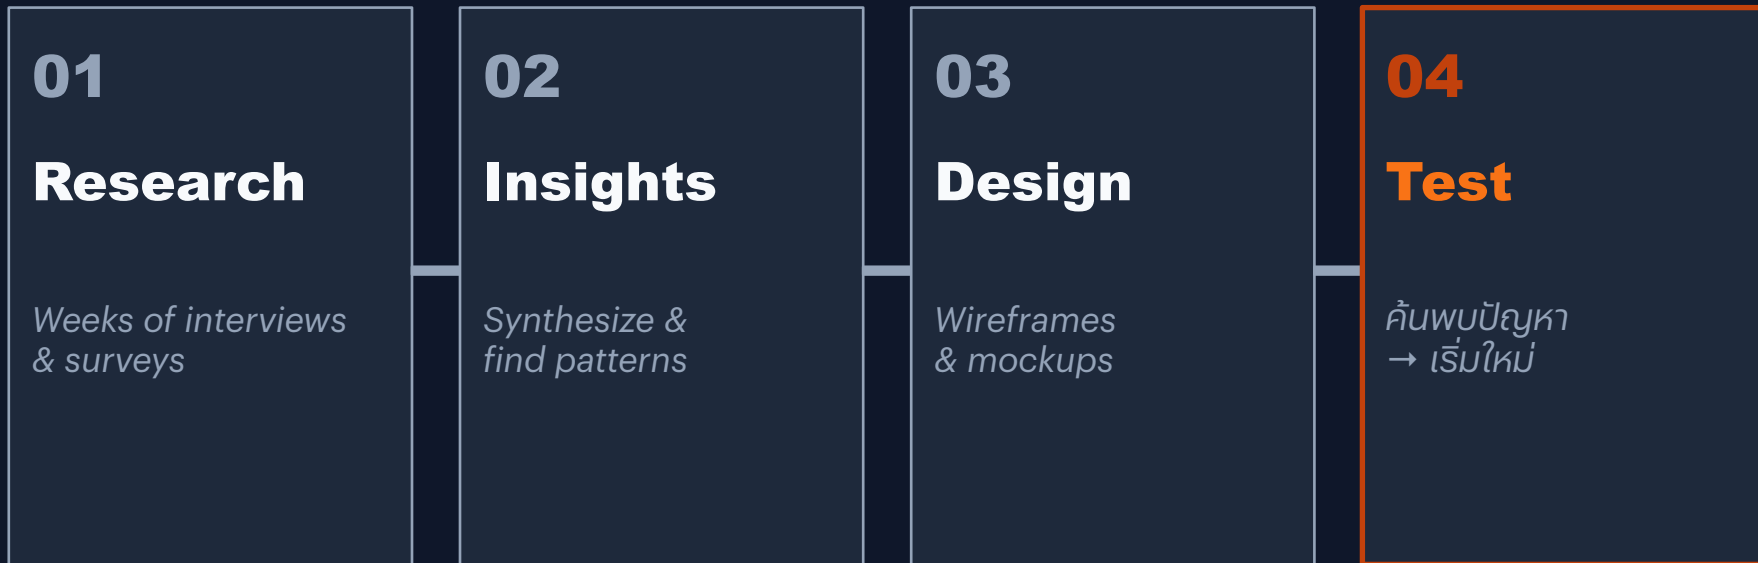 01
Research
Weeks of interviews
& surveys
02
Insights
Synthesize &
find patterns
03
Design
Wireframes
& mockups
04
Test
ค้นพบปัญหา
→ เริ่มใหม่